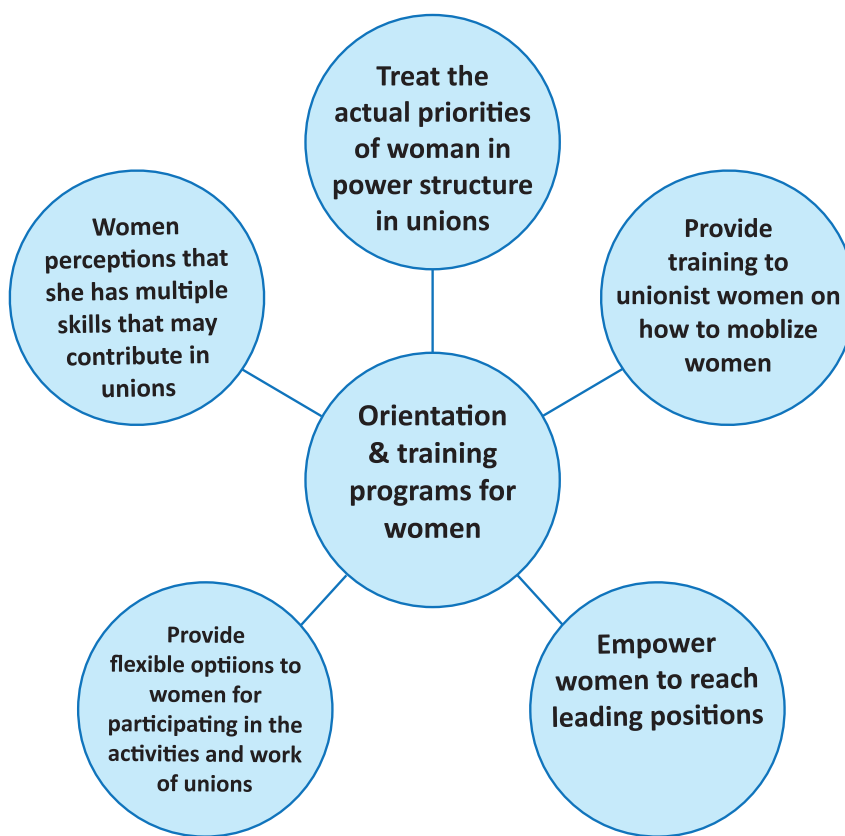 Treat the
actual priorities
of woman in
power structure
in unions
Women
perceptions that
she has multiple
skills that may
contribute in
unions
Provide
training to
unionist women on
how to moblize
women
Orientation
& training
programs for
women
Provide
flexible optiions to
women for
participating in the
activities and work
of unions
Empower
women to reach
leading positions